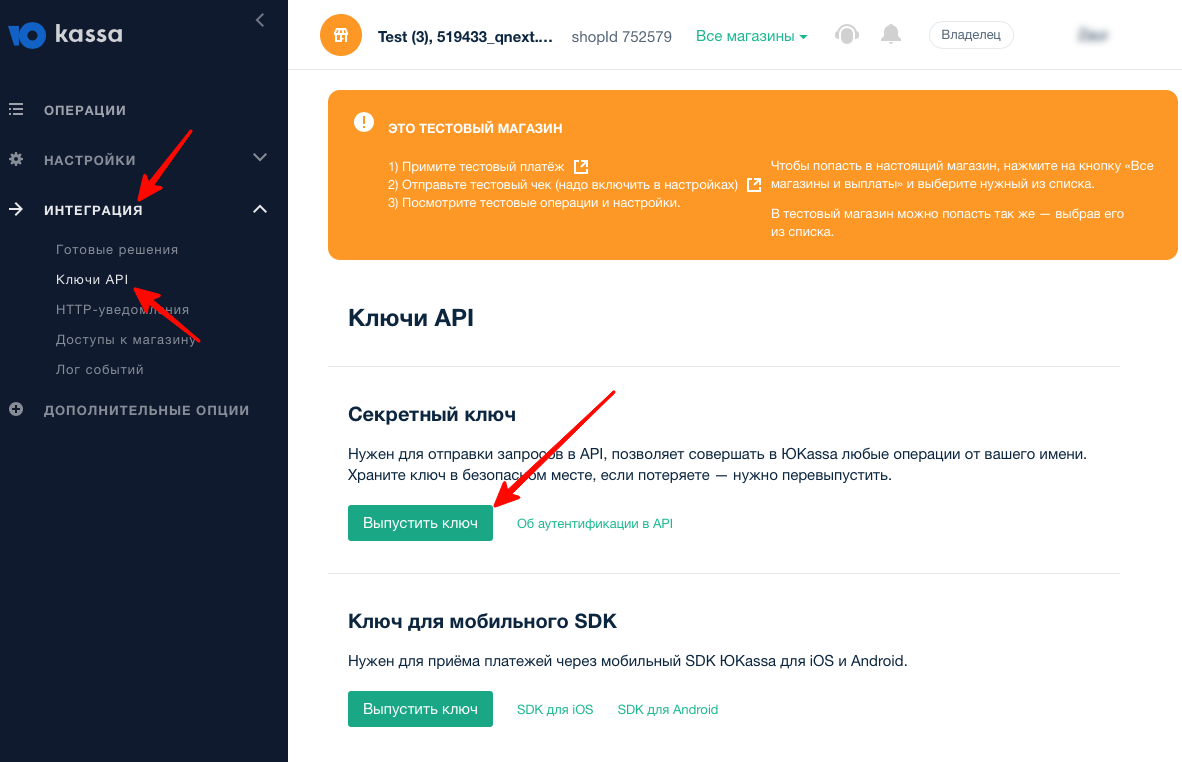 Ю kassa
Test (3), 519433_qnext....
shopId 752579
Все магазины
Владелец
ОПЕРАЦИИ
НАСТРОЙКИ
ИНТЕГРАЦИЯ
Готовые решения
Ключи API
HTTP-уведомления
Доступы к магазину
Лог событий
ДОПОЛНИТЕЛЬНЫЕ ОПЦИИ
ЭТО ТЕСТОВЫЙ МАГАЗИН
1) Примите тестовый платёж
2) Отправьте тестовый чек (надо включить в настройках)
3) Посмотрите тестовые операции и настройки.
Чтобы попасть в настоящий магазин, нажмите на кнопку «Все
магазины и выплаты» и выберите нужный из списка.
В тестовый магазин можно попасть так же — выбрав его
из списка.
Ключи API
Секретный ключ
Нужен для отправки запросов в API, позволяет совершать в ЮKassa любые операции от вашего имени.
Храните ключ в безопасном месте, если потеряете — нужно перевыпустить.
Выпустить ключ
Об аутентификации в API
Ключ для мобильного SDK
Нужен для приёма платежей через мобильный SDK ЮKassa для iOS и Android.
Выпустить ключ
SDK для iOS
SDK для Android